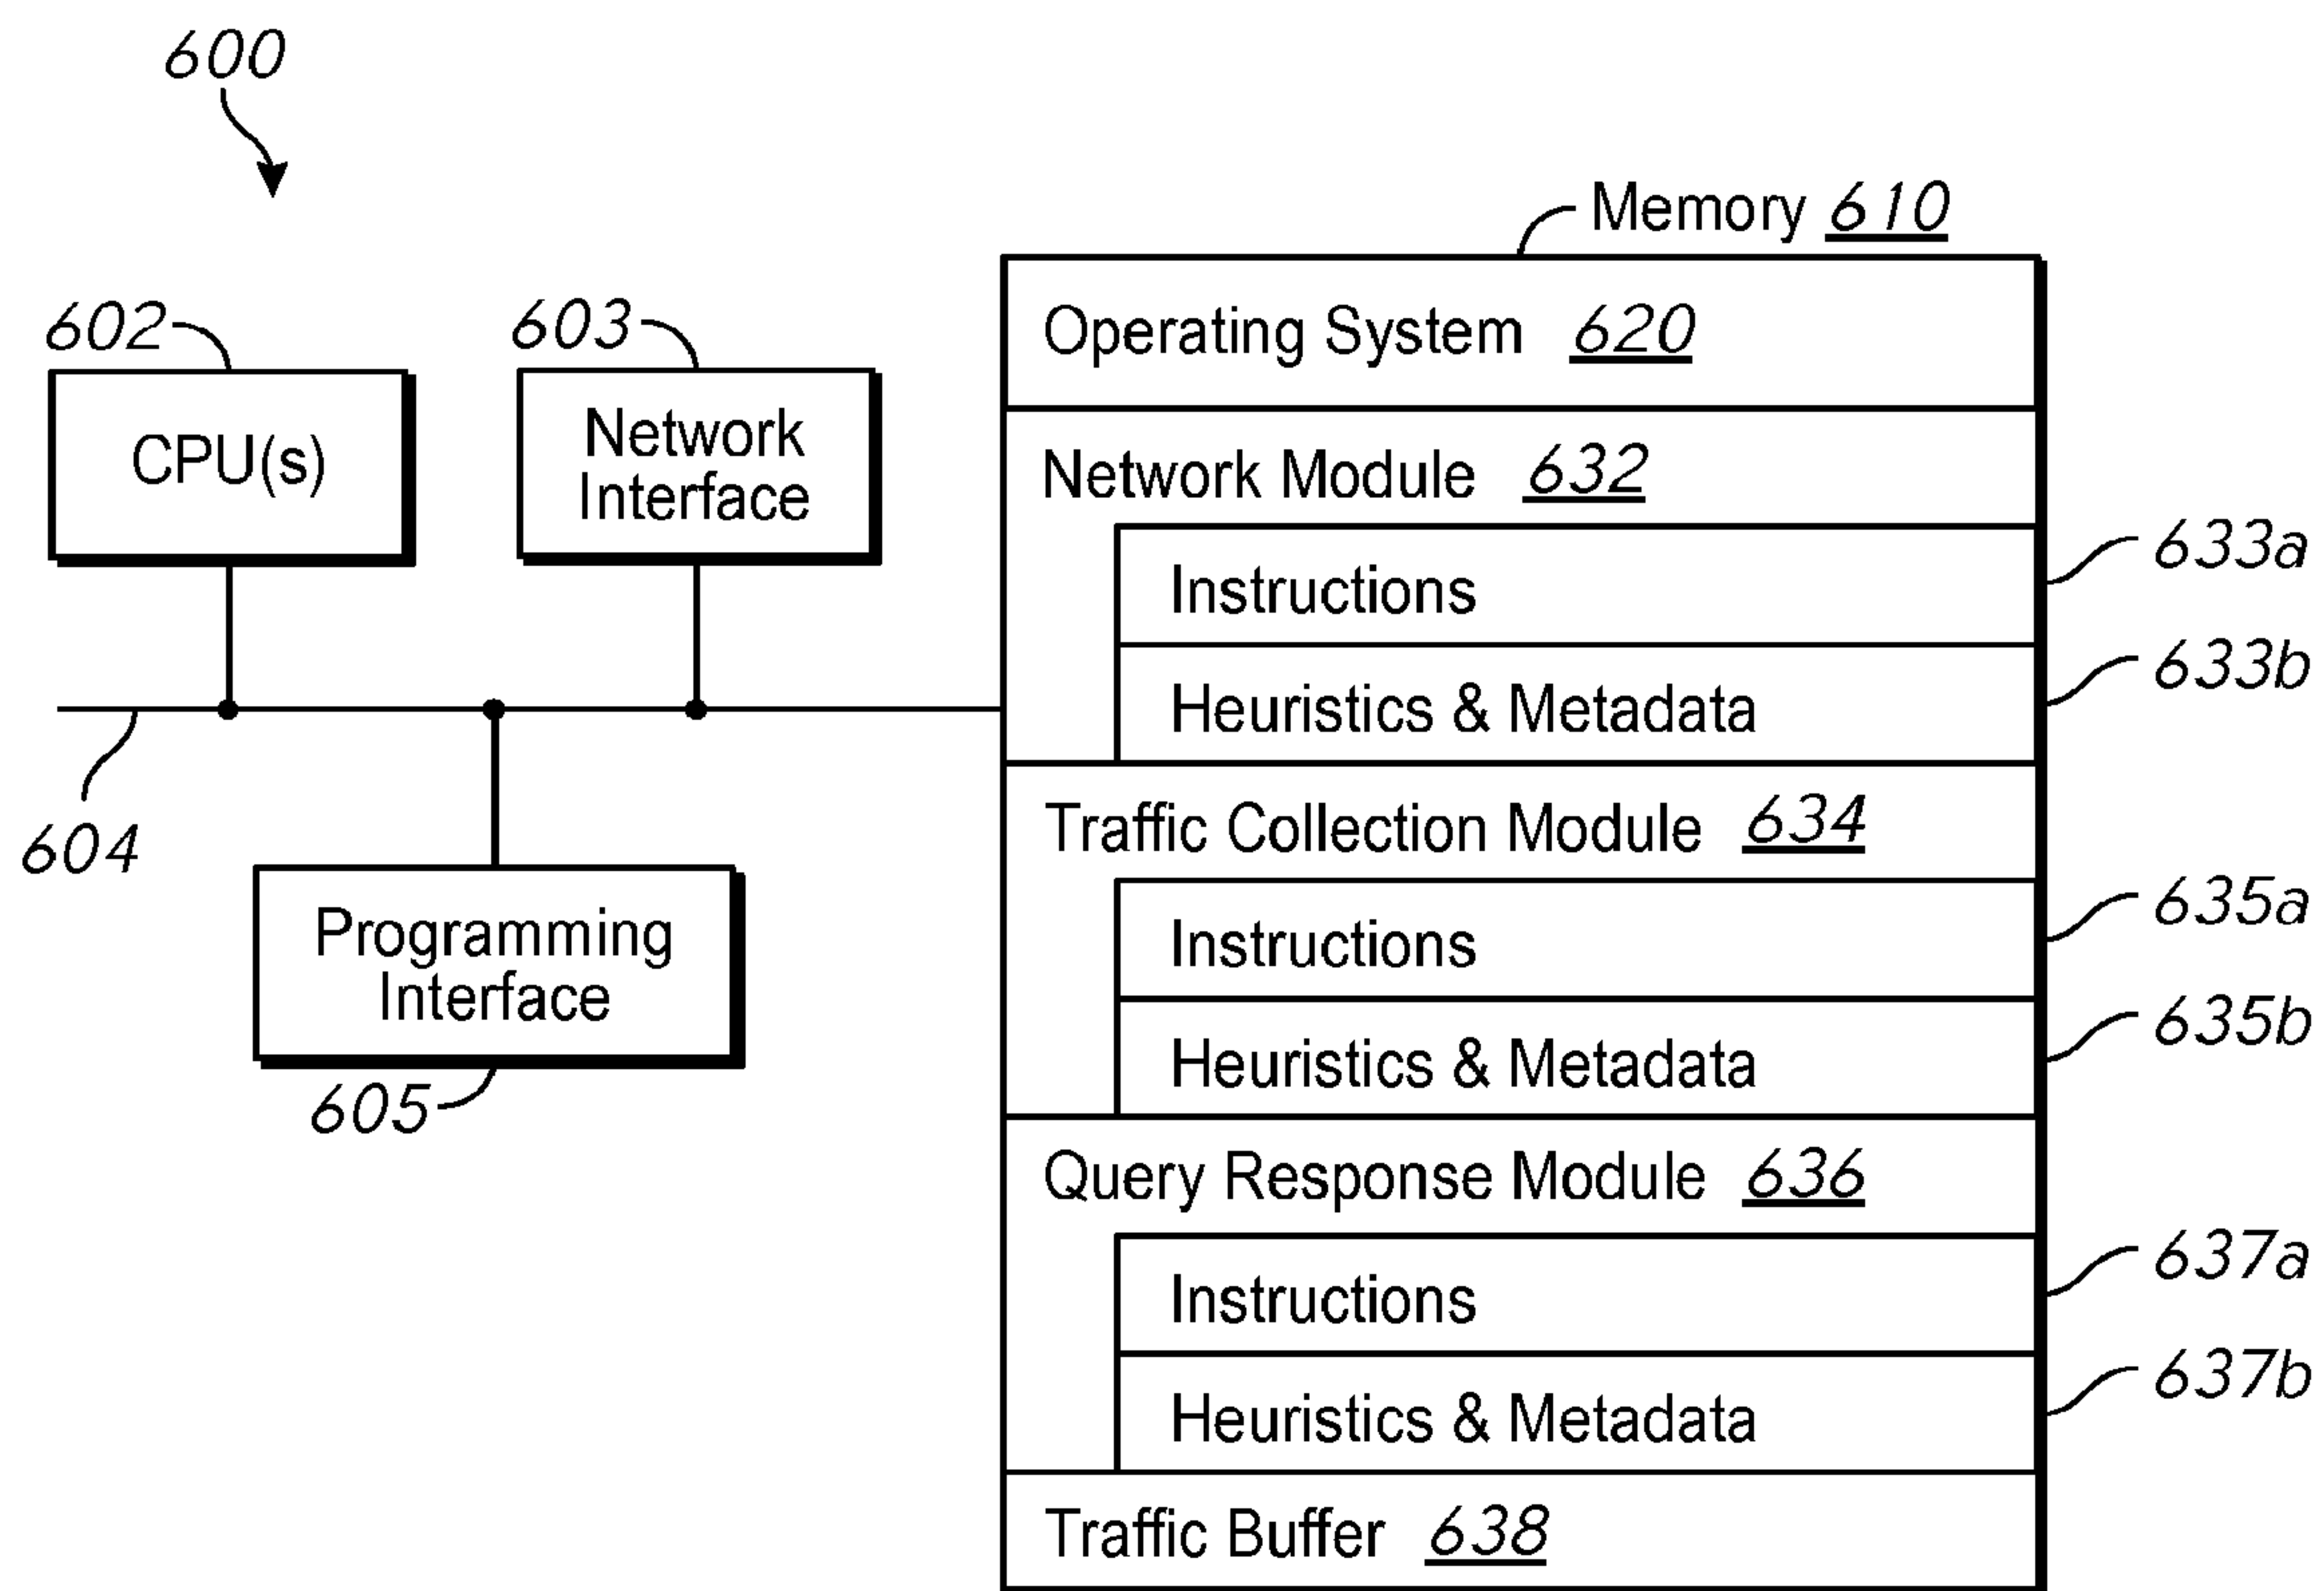 600
Memory 610
602
603
Operating System 620
CPU(s)
Network
Interface
Network Module 632
633a
Instructions
633b
Heuristics & Metadata
604
Traffic Collection Module 634
635a
Programming
Interface
Instructions
635b
Heuristics & Metadata
605
Query Response Module 636
637a
Instructions
637b
Heuristics & Metadata
Traffic Buffer 638